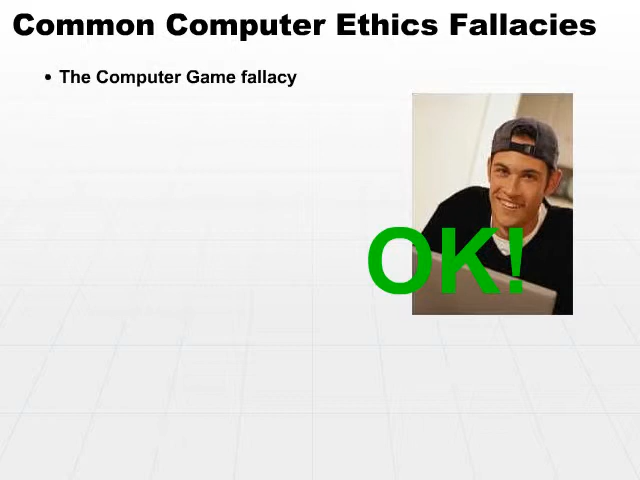 Common Computer Ethics Fallacies
• The Computer Game fallacy
OK!